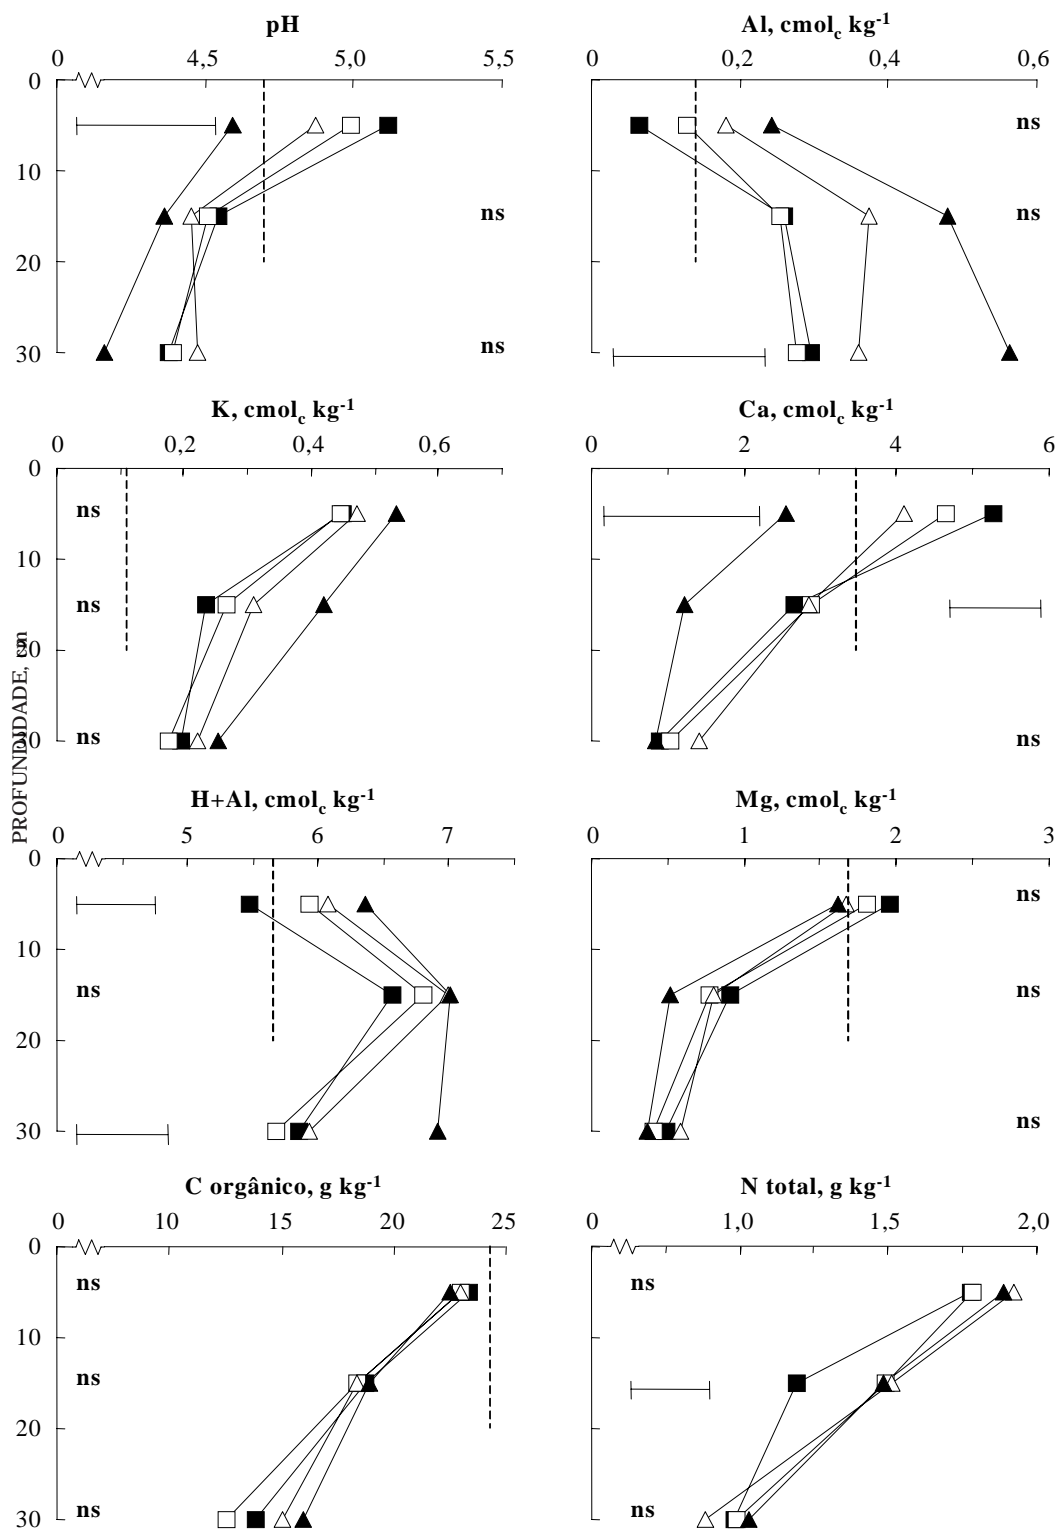 pH
Al, cmolc kg-1
0 4,5 5,0 5,5
0 0,2 0,4 0,6
0
ns
10
ns
ns
20
30
ns
K, cmolc kg-1
Ca, cmolc kg-1
0 0,2 0,4 0,6
0 2 4 6
0
ns
10
ns
20
30
ns
ns
PROFUNDIDADE, cm
H+Al, cmolc kg-1
Mg, cmolc kg-1
0 5 6 7
0 1 2 3
0
ns
10
ns
ns
20
30
ns
C orgânico, g kg-1
N total, g kg-1
0 10 15 20 25
0 1,0 1,5 2,0
0
ns
ns
10
ns
20
30
ns
ns